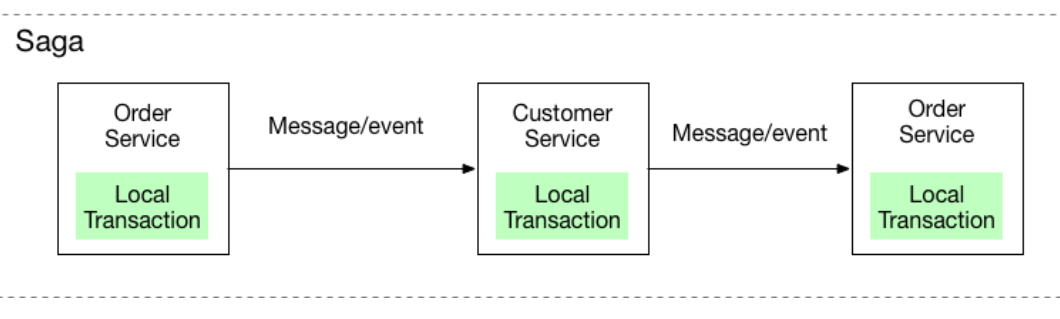 Saga
Order
Service
Local
Transaction
Message/event
Customer
Service
Local
Transaction
Message/event
Order
Service
Local
Transaction